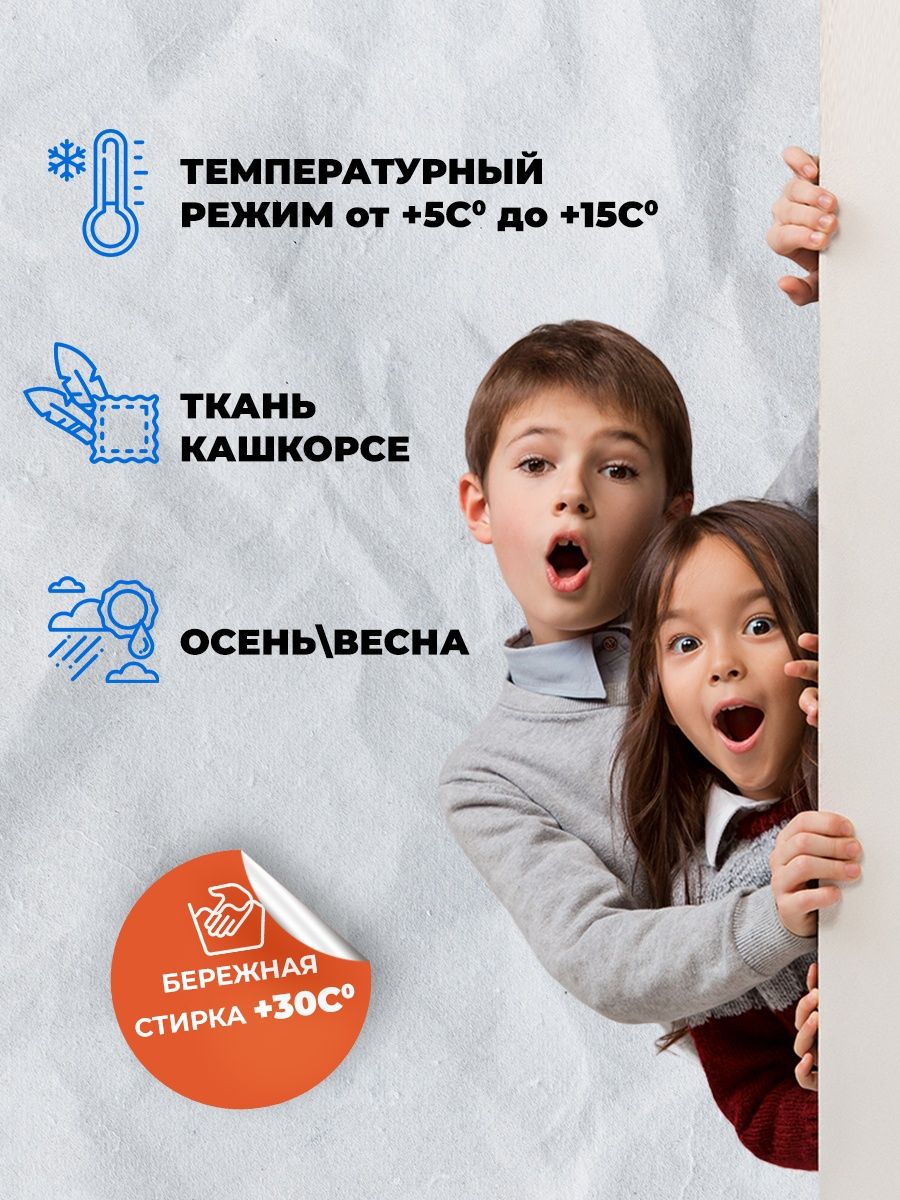 ТЕМПЕРАТУРНЫЙ
РЕЖИМ от +5С⁰ до +15С⁰
ТКАНЬ
КАШКОРСЕ
ОСЕНЬ\ВЕСНА
БЕРЕЖНАЯ
СТИРКА +30С⁰